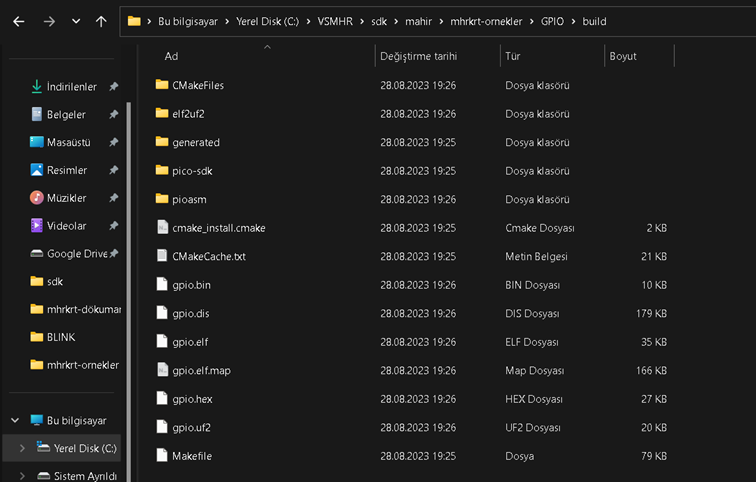 Bu bilgisayar > Yerel Disk (C:) > VSMHR > sdk > mahir > mhrkrt-ornekler > GPIO > build
Ad Değiştirme tarihi Tür Boyut
İndirilenler
Belgeler
Masaüstü
Resimler
Müzikler
Videolar
Google Drive
sdk
mhrkrt-dökumar
BLINK
mhrkrt-ornekler
Bu bilgisayar
Yerel Disk (C:)
Sistem Ayrıldı
CMakeFiles 28.08.2023 19:26 Dosya klasörü
elf2uf2 28.08.2023 19:26 Dosya klasörü
generated 28.08.2023 19:25 Dosya klasörü
pico-sdk 28.08.2023 19:25 Dosya klasörü
pioasm 28.08.2023 19:26 Dosya klasörü
cmake_install.cmake 28.08.2023 19:25 Cmake Dosyası 2 KB
CMakeCache.txt 28.08.2023 19:25 Metin Belgesi 21 KB
gpio.bin 28.08.2023 19:26 BIN Dosyası 10 KB
gpio.dis 28.08.2023 19:26 DIS Dosyası 179 KB
gpio.elf 28.08.2023 19:26 ELF Dosyası 35 KB
gpio.elf.map 28.08.2023 19:26 Map Dosyası 166 KB
gpio.hex 28.08.2023 19:26 HEX Dosyası 27 KB
gpio.uf2 28.08.2023 19:26 UF2 Dosyası 20 KB
Makefile 28.08.2023 19:25 Dosya 79 KB